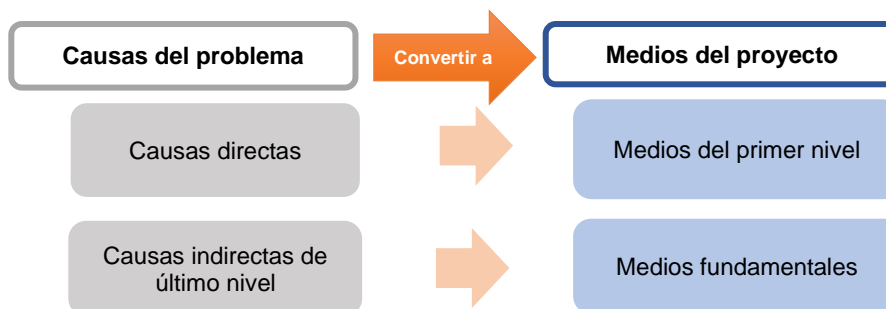 Causas del problema
Convertir a
Medios del proyecto
Causas directas
Medios del primer nivel
Causas indirectas de
último nivel
Medios fundamentales